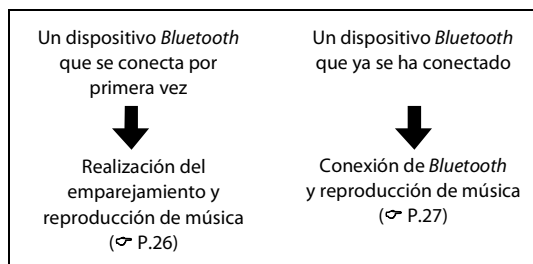 Un dispositivo Bluetooth
que se conecta por
primera vez
Realización del
emparejamiento y
reproducción de música
(☞ P.26)
Un dispositivo Bluetooth
que ya se ha conectado
Conexión de Bluetooth
y reproducción de música
(☞ P.27)